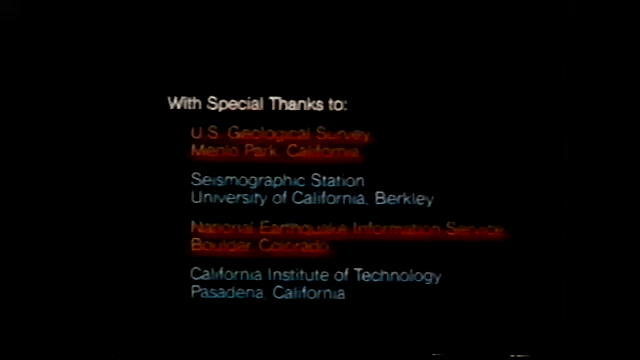 With Special Thanks to:
U.S. Geological Survey
Menlo Park, California
Seismographic Station
University of California, Berkley
National Earthquake Information Service
Boulder, Colorado
California Institute of Technology
Pasadena, California